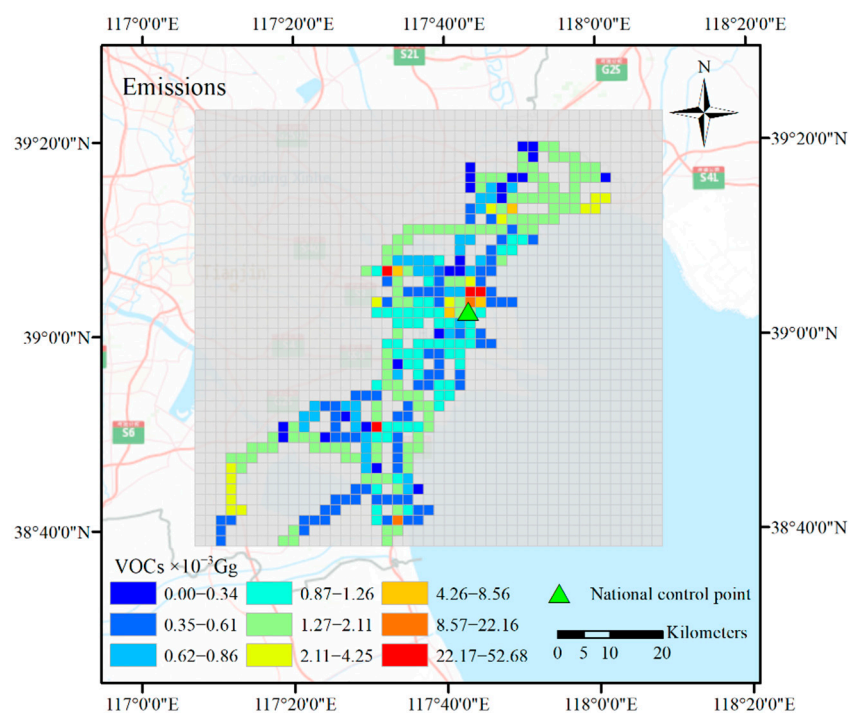 117°0'0" 117°20'0" 117°40'0" 118°0'0" 118°20'0"
S2L
G25
Emissions
N
39°20'0"N 39°20'0"N
S4L
39°0'0"N 39°0'0"N
S6
38°40'0"N 38°40'0"N
VOCs ×10⁻³Gg
0.00−0.34 0.87−1.26 4.26−8.56 National control point
0.35−0.61 1.27−2.11 8.57−22.16 Kilometers
0.62−0.86 2.11−4.25 22.17−52.68 0 5 10 20
117°0'0" 117°20'0" 117°40'0" 118°0'0" 118°20'0"